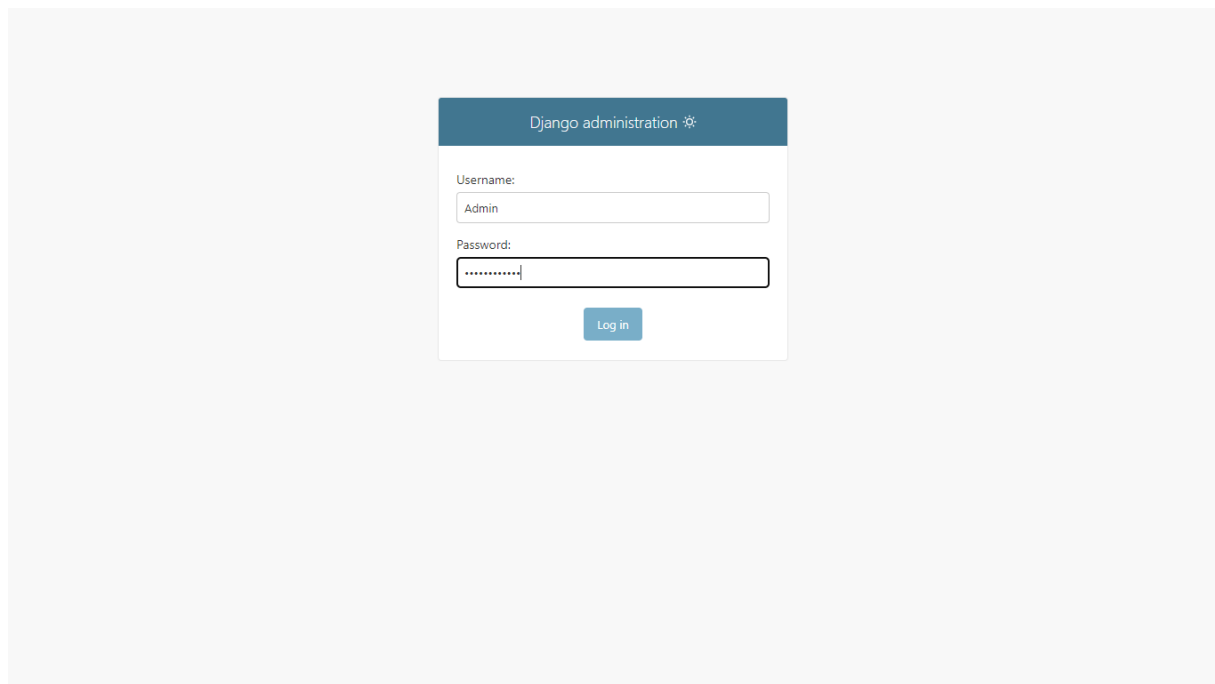 Django administration
Username:
Admin
Password:
••••••••••••
Log in